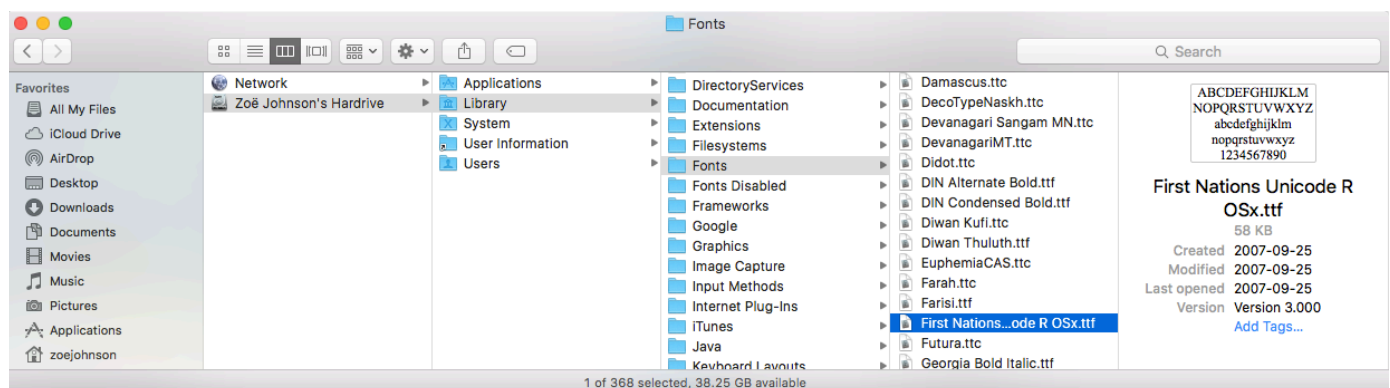 Fonts
Search
Favorites
All My Files
iCloud Drive
AirDrop
Desktop
Downloads
Documents
Movies
Music
Pictures
Applications
zoejohnson
Network
Zoë Johnson's Hardrive
Applications
Library
System
User Information
Users
DirectoryServices
Documentation
Extensions
Filesystems
Fonts
Fonts Disabled
Frameworks
Google
Graphics
Image Capture
Input Methods
Internet Plug-Ins
iTunes
Java
Keyboard Layouts
Damascus.ttc
DecoTypeNaskh.ttc
Devanagari Sangam MN.ttc
DevanagariMT.ttc
Didot.ttc
DIN Alternate Bold.ttf
DIN Condensed Bold.ttf
Diwan Kufi.ttc
Diwan Thuluth.ttf
EuphemiaCAS.ttc
Farah.ttc
Farisi.ttf
First Nations...ode R OSx.ttf
Futura.ttc
Georgia Bold Italic.ttf
ABCDEFGHIJKLM
NOPQRSTUVWXYZ
abcdefghijklm
nopqrstuvwxyz
1234567890
First Nations Unicode R
OSx.ttf
58 KB
Created 2007-09-25
Modified 2007-09-25
Last opened 2007-09-25
Version Version 3.000
Add Tags...
1 of 368 selected, 38.25 GB available